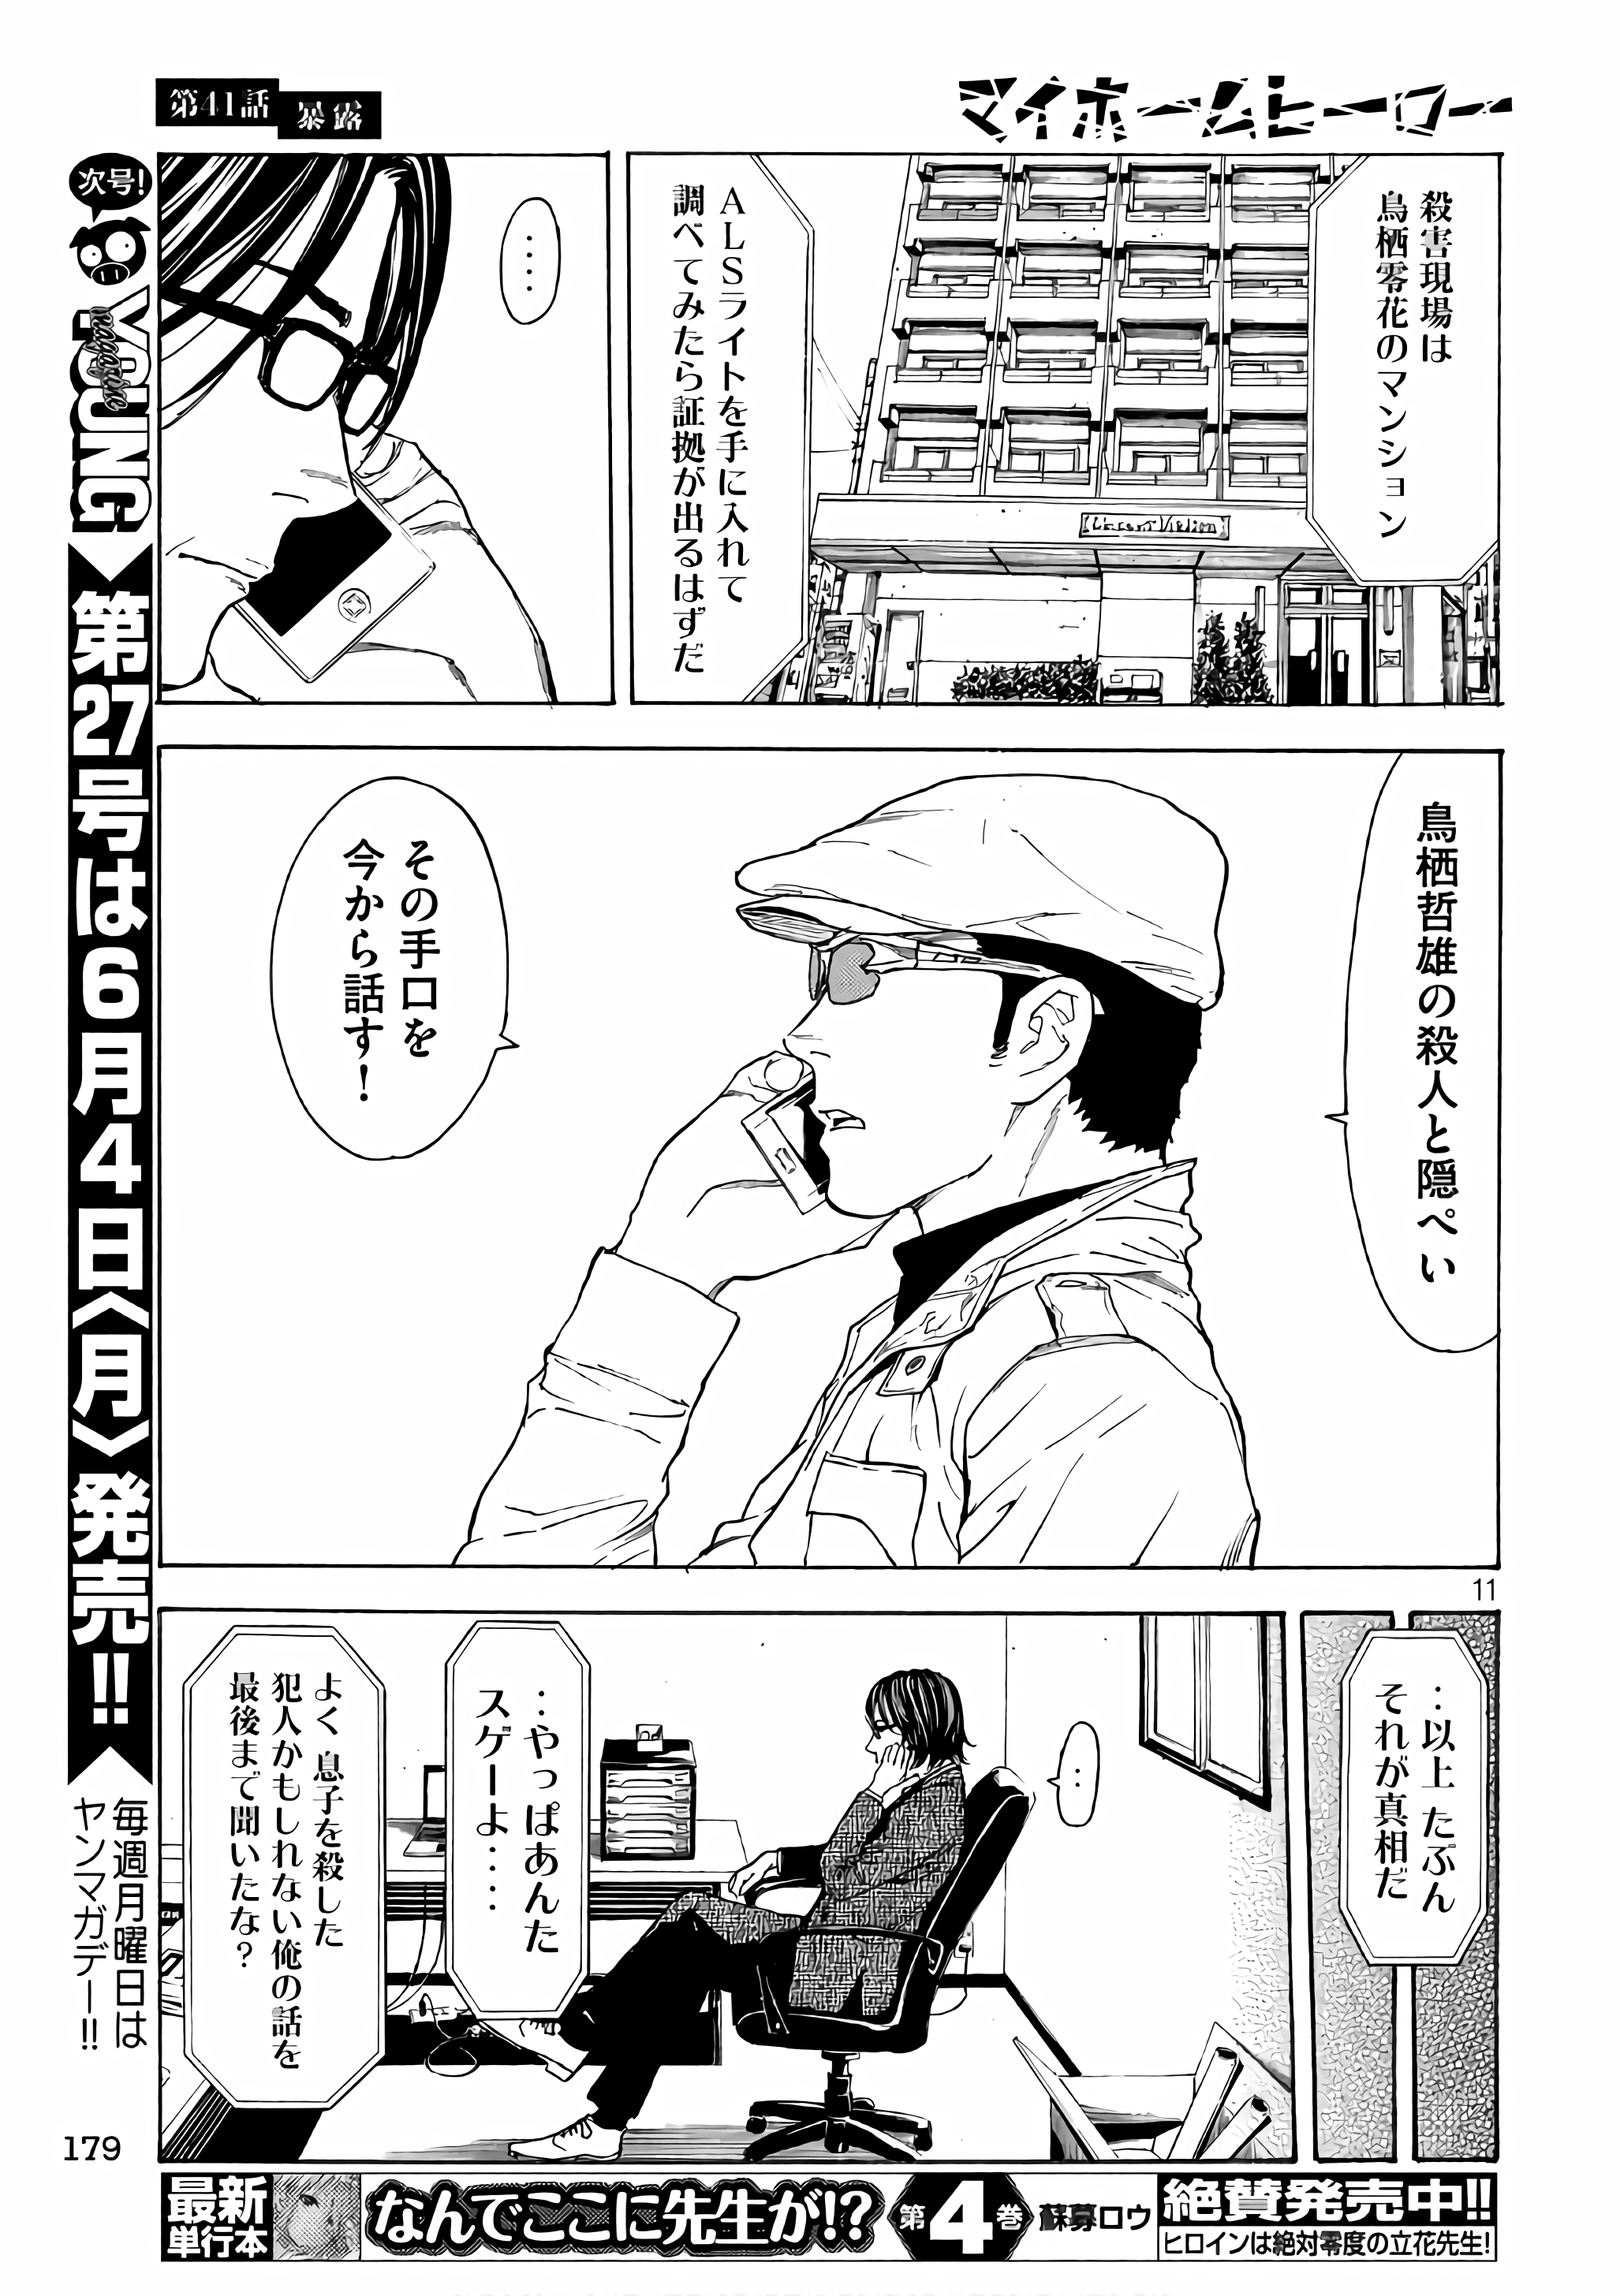 第41話
暴露
マイホームヒーロー
殺害現場は
鳥栖零花のマンション
ALSライトを手に入れて
調べてみたら証拠が出るはずだ
‥‥
鳥栖哲雄の殺人と隠ぺい
その手口を
今から話す!
11
‥以上 たぶん
それが真相だ
‥
‥やっぱあんた
スゲーよ‥‥
よく 息子を殺した
犯人かもしれない俺の話を
最後まで聞いたな?
次号!
YOUNG
magazine
第27号は6月4日〈月〉発売!!
毎週月曜日は
ヤンマガデー!!
179
最新
単行本
なんでここに先生が!?
第4巻
蘇募ロウ
絶賛発売中!!
ヒロインは絶対零度の立花先生!